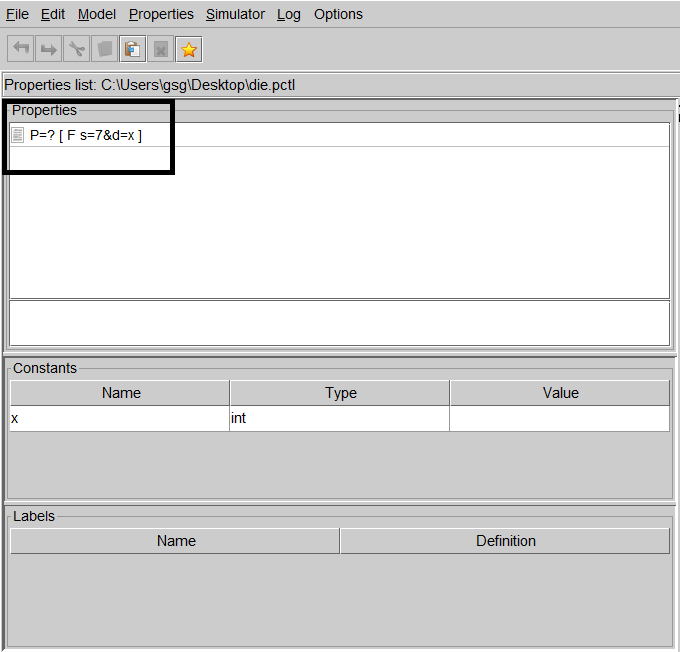 File Edit Model Properties Simulator Log Options
Properties list: C:\Users\gsg\Desktop\die.pctl
Properties
P=? [ F s=7&d=x ]
Constants
Name Type Value
x int
Labels
Name Definition